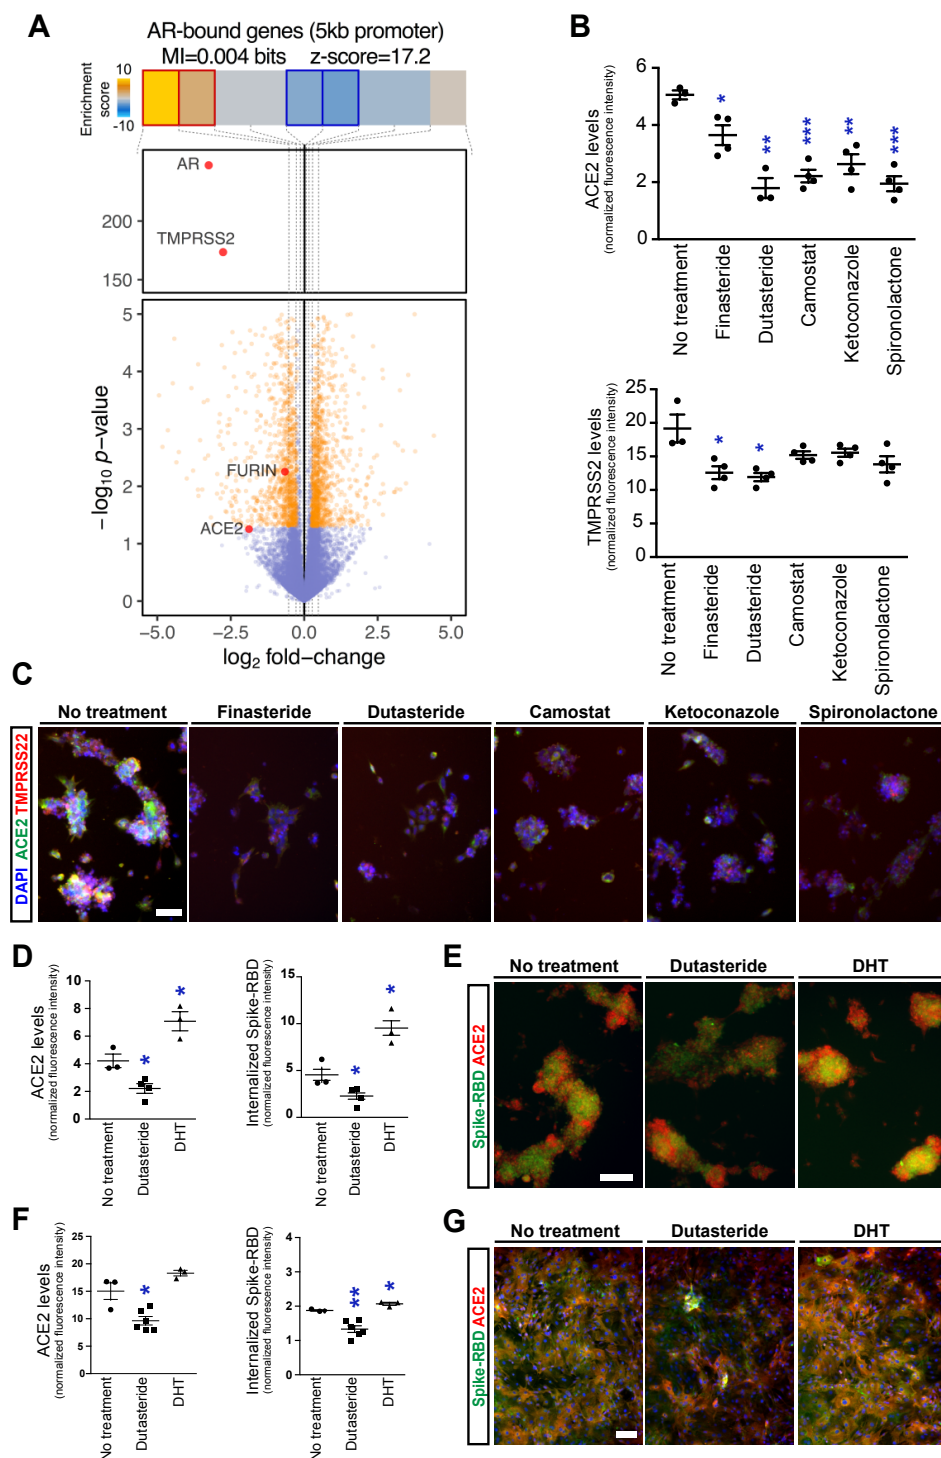 A
AR-bound genes (5kb promoter)
MI=0.004 bits z-score=17.2
Enrichment score
10
-10
AR
TMPRSS2
200
150
FURIN
ACE2
5
4
3
2
1
0
−log10 p−value
−5.0 −2.5 0.0 2.5 5.0
log2 fold−change
B
ACE2 levels
(normalized fluorescence intensity)
6
4
2
0
* ** *** ** ***
No treatment
Finasteride
Dutasteride
Camostat
Ketoconazole
Spironolactone
TMPRSS2 levels
(normalized fluorescence intensity)
25
20
15
10
5
0
* *
No treatment
Finasteride
Dutasteride
Camostat
Ketoconazole
Spironolactone
C
No treatment Finasteride Dutasteride Camostat Ketoconazole Spironolactone
DAPI ACE2 TMPRSS22
D
ACE2 levels
(normalized fluorescence intensity)
10
8
6
4
2
0
* *
No treatment
Dutasteride
DHT
Internalized Spike-RBD
(normalized fluorescence intensity)
15
10
5
0
* *
No treatment
Dutasteride
DHT
E
No treatment Dutasteride DHT
Spike-RBD ACE2
F
ACE2 levels
(normalized fluorescence intensity)
25
20
15
10
5
0
*
No treatment
Dutasteride
DHT
Internalized Spike-RBD
(normalized fluorescence intensity)
4
3
2
1
0
** *
No treatment
Dutasteride
DHT
G
No treatment Dutasteride DHT
Spike-RBD ACE2